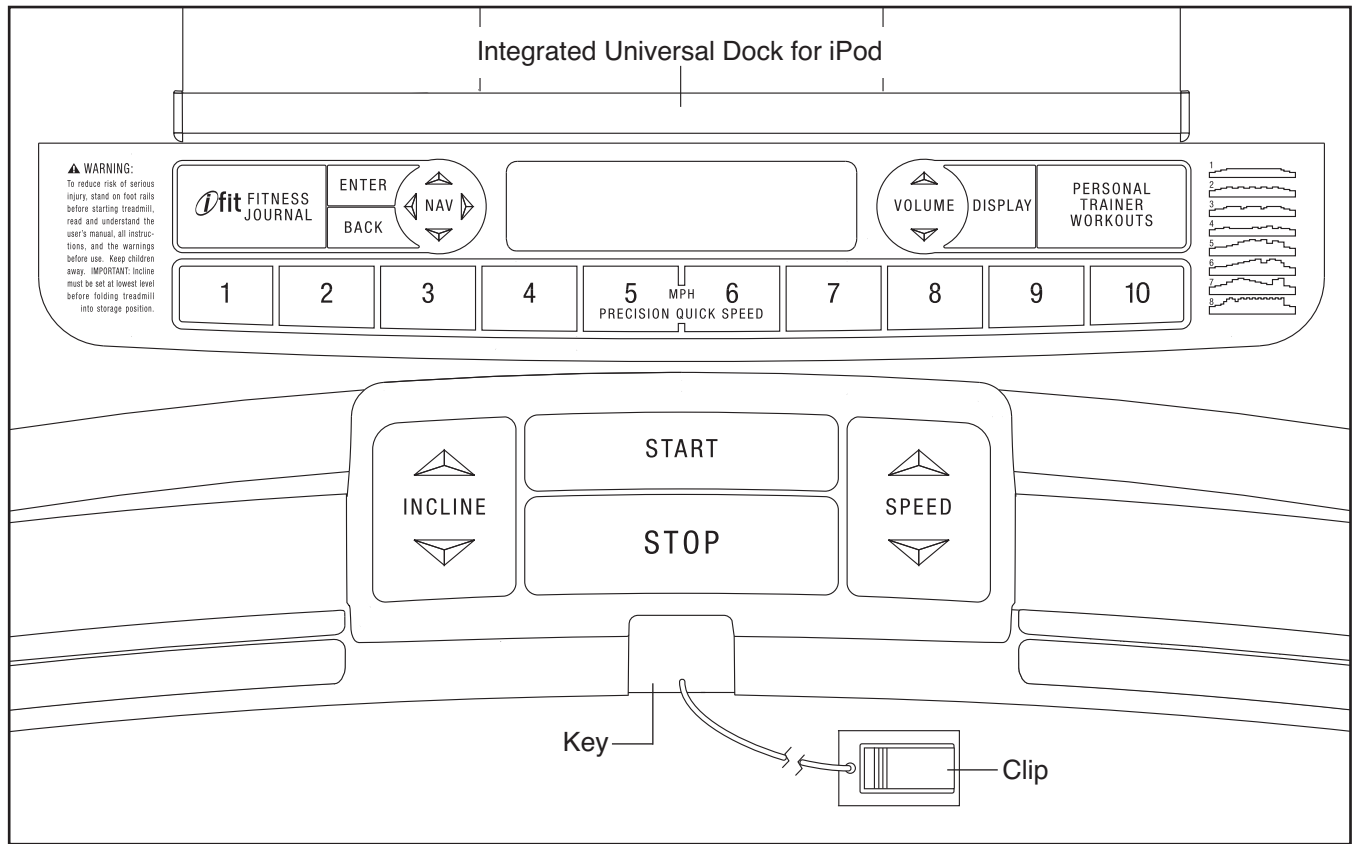 Integrated Universal Dock for iPod
⚠ WARNING:
To reduce risk of serious
injury, stand on foot rails
before starting treadmill,
read and understand the
user's manual, all instruc-
tions, and the warnings
before use. Keep children
away. IMPORTANT: Incline
must be set at lowest level
before folding treadmill
into storage position.
ifit FITNESS
JOURNAL
ENTER
BACK
NAV
VOLUME
DISPLAY
PERSONAL
TRAINER
WORKOUTS
1
2
3
4
5
6
7
8
1 2 3 4 5 MPH 6 7 8 9 10
PRECISION QUICK SPEED
INCLINE
START
STOP
SPEED
Key
Clip